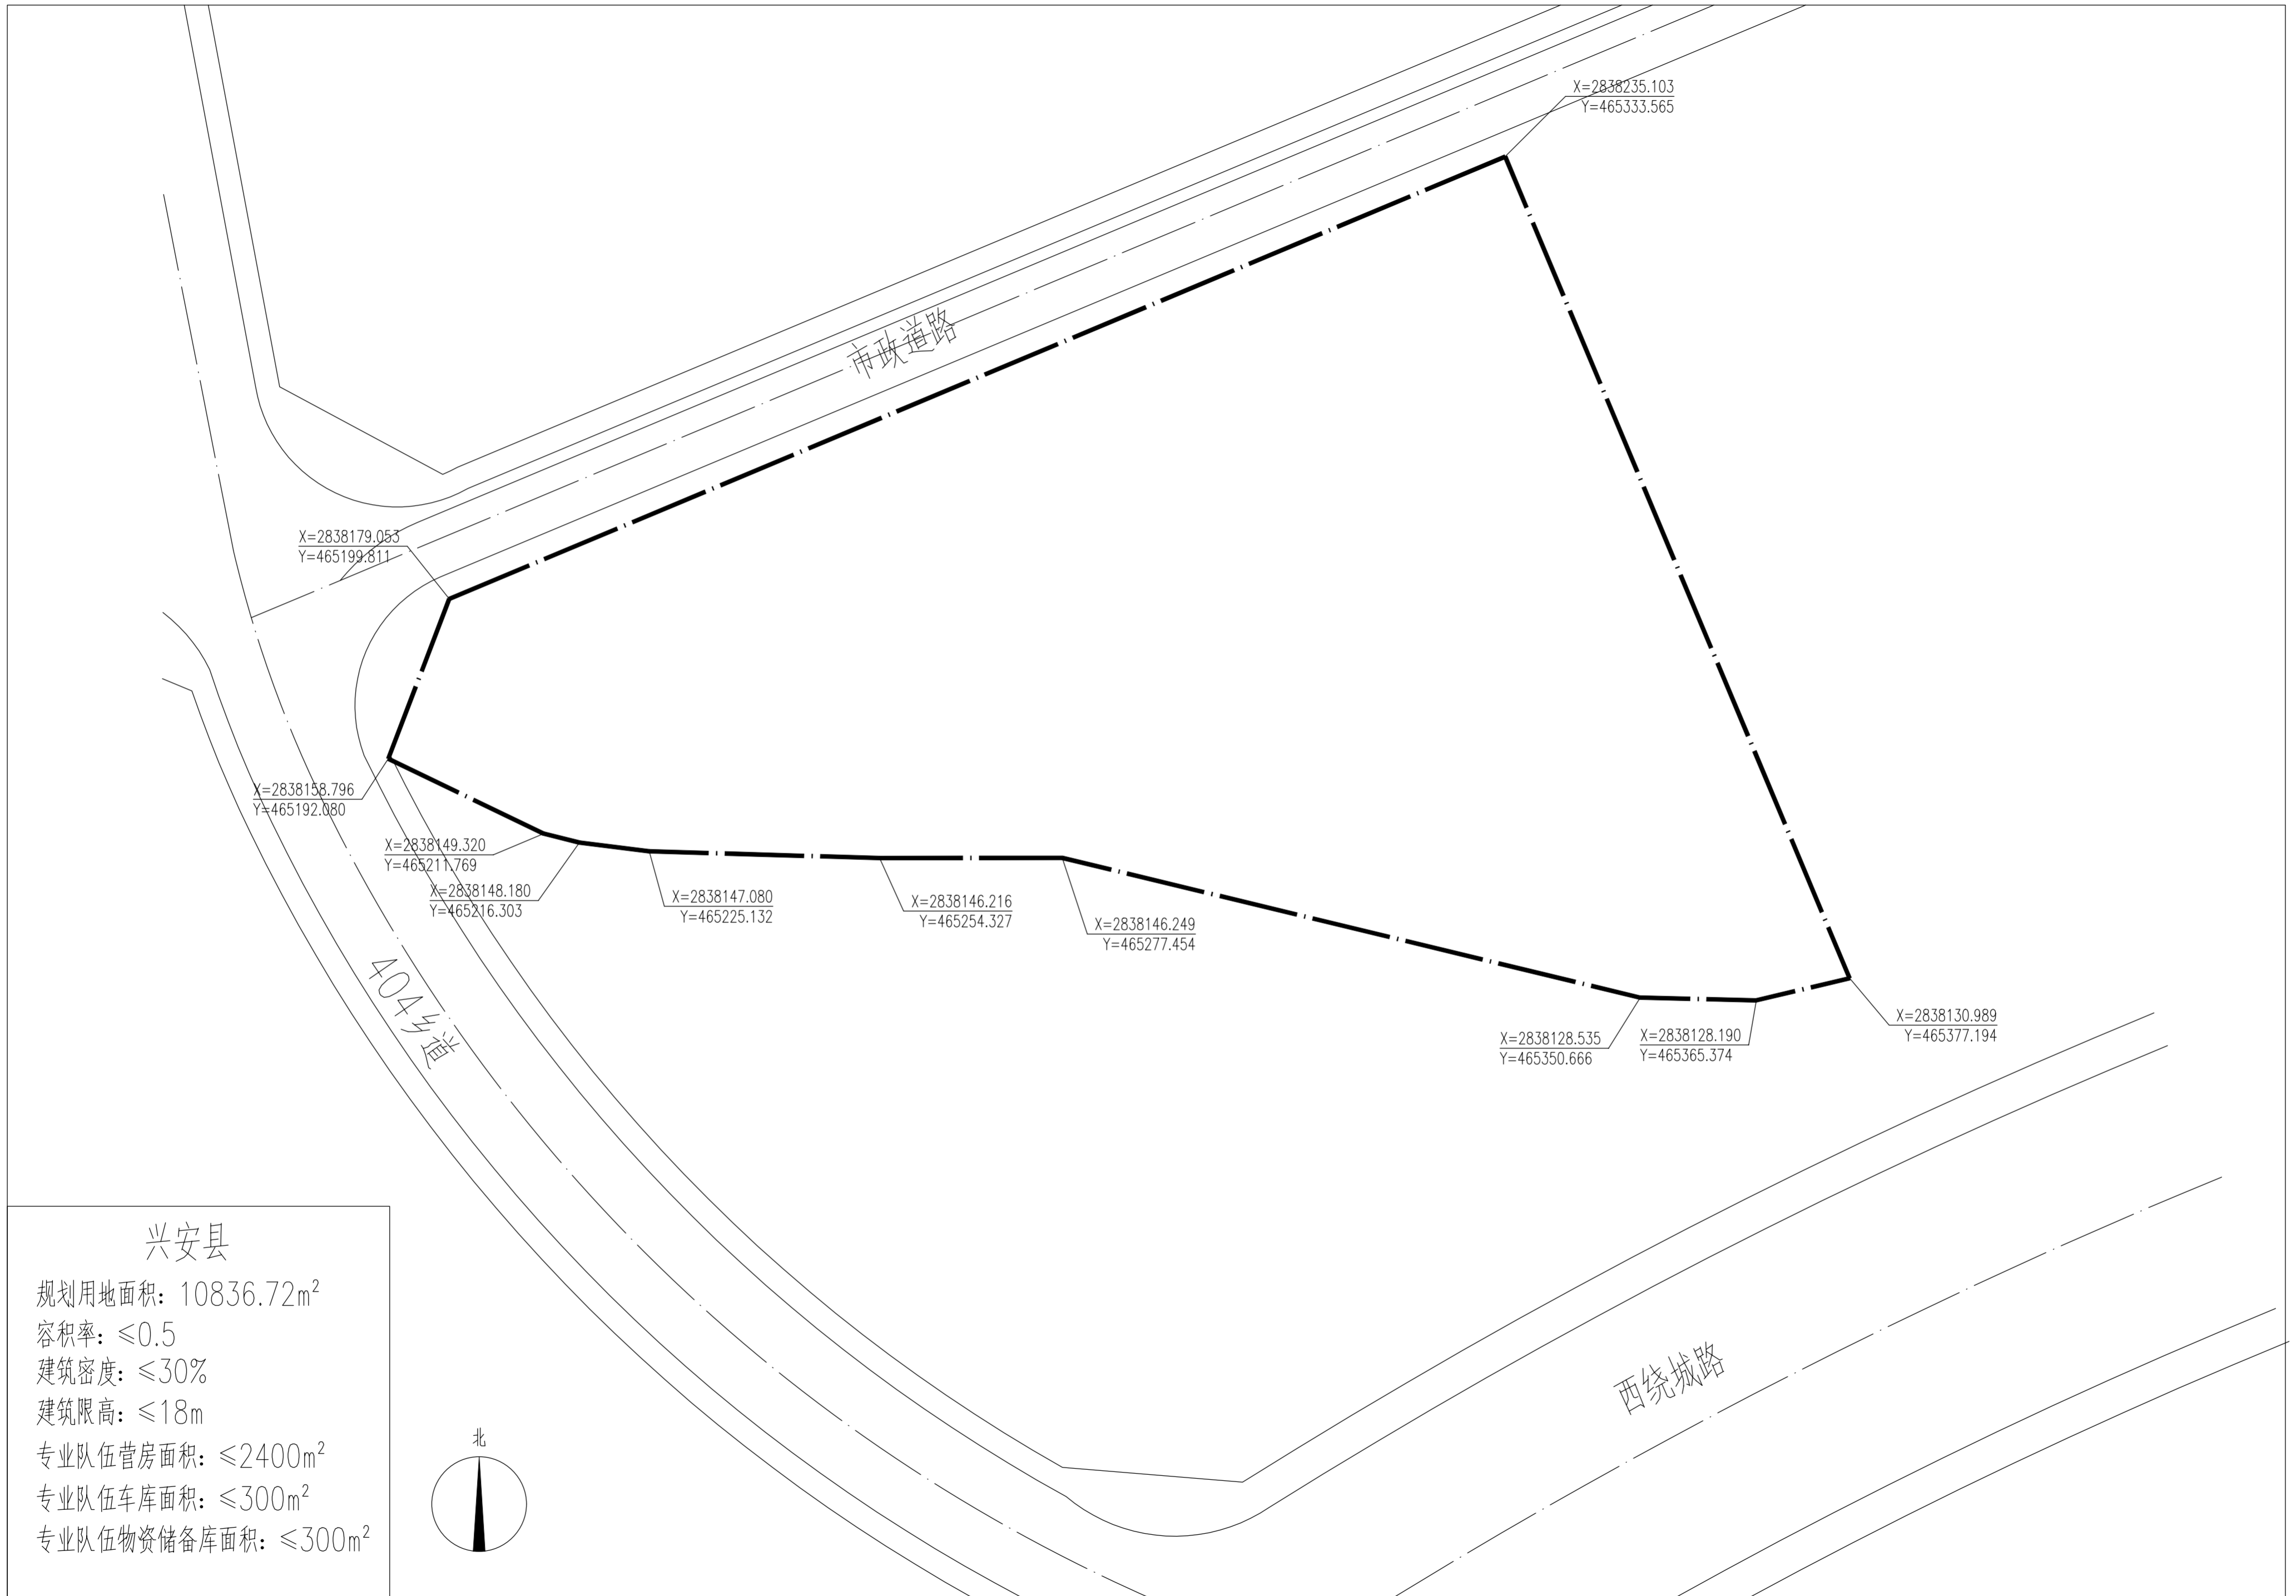 X=2838235.103
Y=465333.565
市政道路
X=2838179.053
Y=465199.811
X=2838158.796
Y=465192.080
X=2838149.320
Y=465211.769
X=2838148.180
Y=465216.303
X=2838147.080
Y=465225.132
X=2838146.216
Y=465254.327
X=2838146.249
Y=465277.454
X=2838128.535
Y=465350.666
X=2838128.190
Y=465365.374
X=2838130.989
Y=465377.194
404乡道
西绕城路
兴安县
规划用地面积：10836.72m²
容积率：≤0.5
建筑密度：≤30%
建筑限高：≤18m
专业队伍营房面积：≤2400m²
专业队伍车库面积：≤300m²
专业队伍物资储备库面积：≤300m²
北